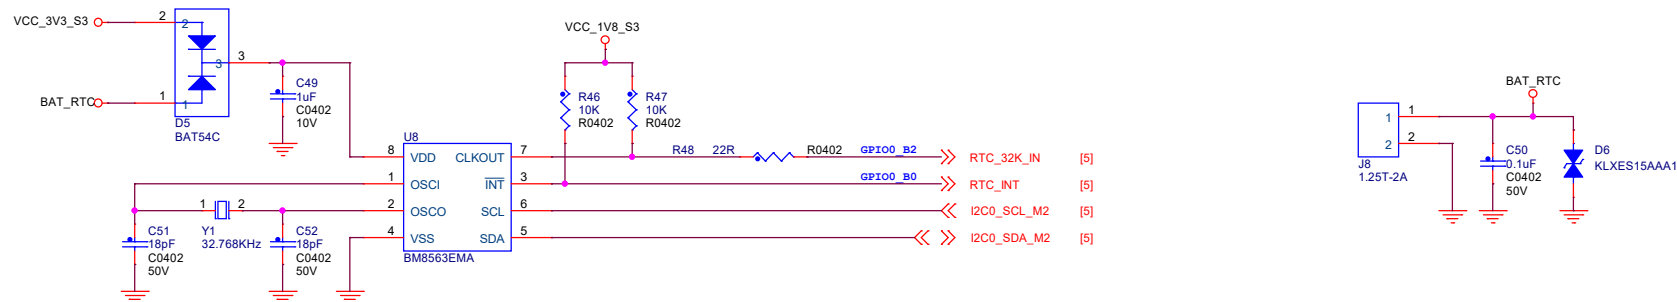 VCC_3V3_S3
2
2
3
3
BAT_RTC
1
1
D5
BAT54C
C49
1uF
C0402
10V
VCC_1V8_S3
R46
10K
R0402
R47
10K
R0402
U8
8
VDD
CLKOUT
7
R48
22R
R0402
GPIO0_B2
RTC_32K_IN
[5]
1
OSCI
INT
3
GPIO0_B0
RTC_INT
[5]
2
OSCO
SCL
6
I2C0_SCL_M2
[5]
4
VSS
SDA
5
I2C0_SDA_M2
[5]
BM8563EMA
1
2
Y1
32.768KHz
C51
18pF
C0402
50V
C52
18pF
C0402
50V
BAT_RTC
1
1
2
2
J8
1.25T-2A
C50
0.1uF
C0402
50V
D6
KLXES15AAA1